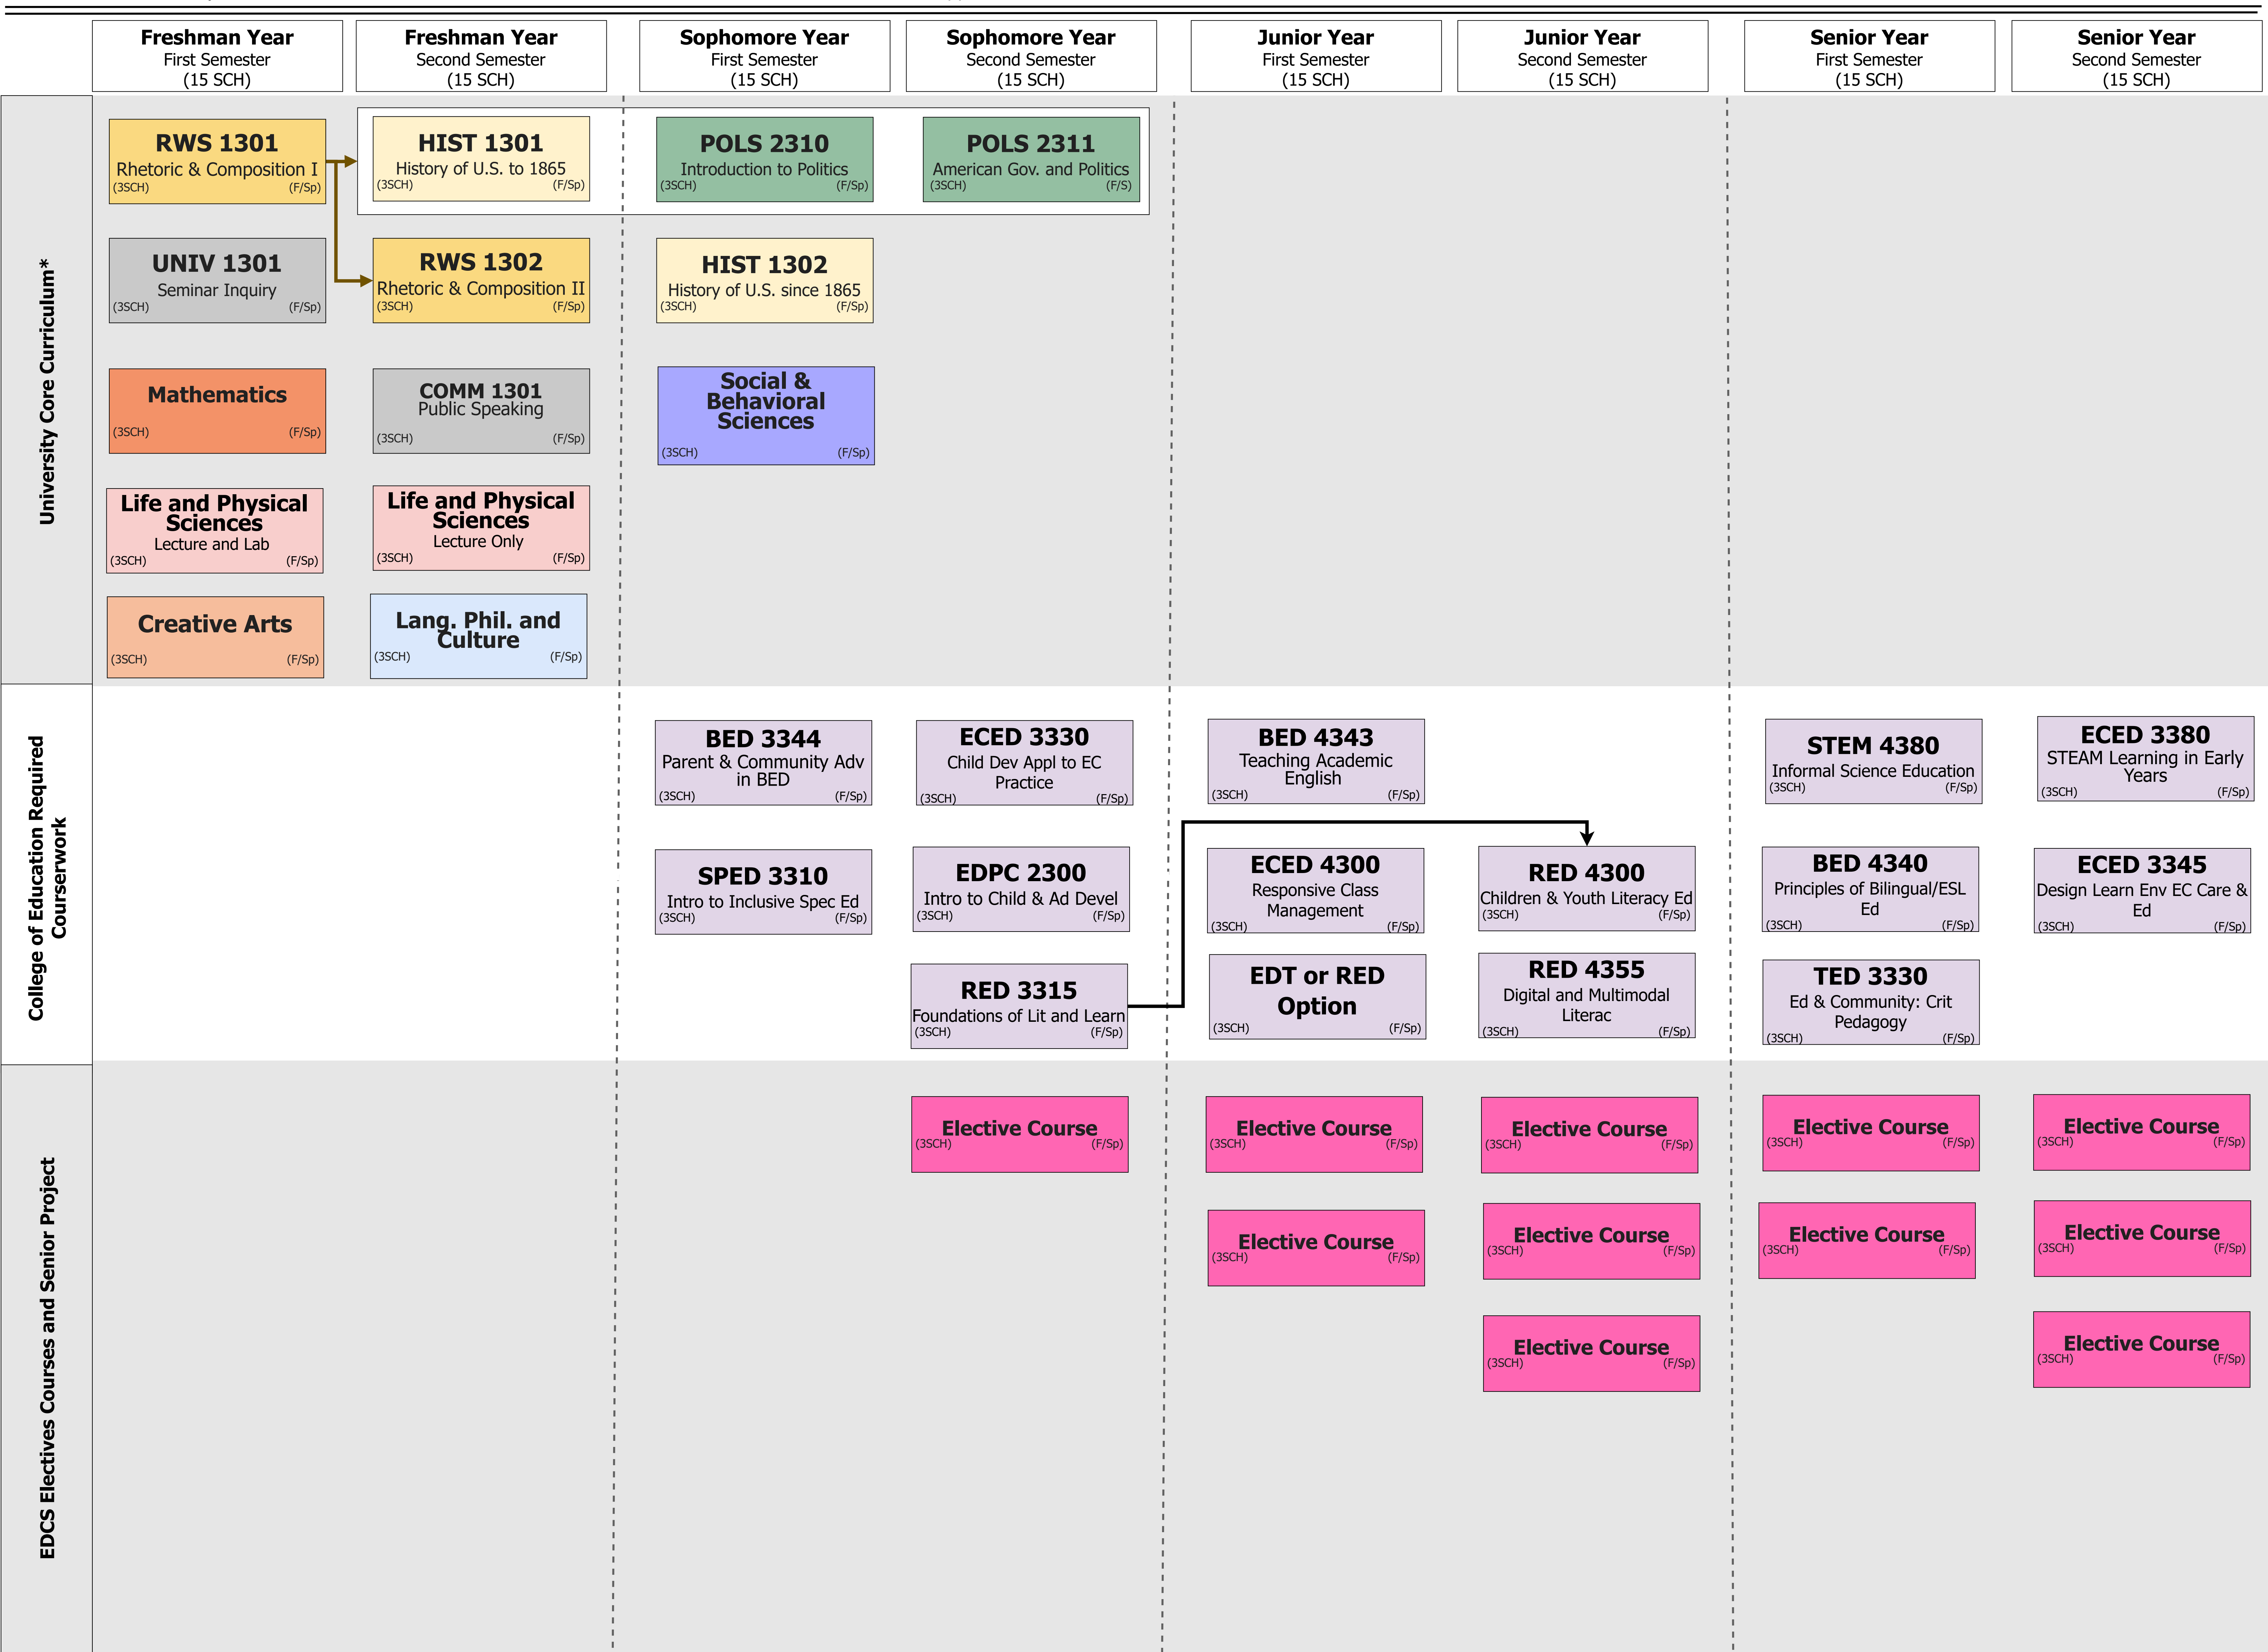 Freshman Year
First Semester
(15 SCH)
Freshman Year
Second Semester
(15 SCH)
Sophomore Year
First Semester
(15 SCH)
Sophomore Year
Second Semester
(15 SCH)
Junior Year
First Semester
(15 SCH)
Junior Year
Second Semester
(15 SCH)
Senior Year
First Semester
(15 SCH)
Senior Year
Second Semester
(15 SCH)
University Core Curriculum*
RWS 1301
Rhetoric & Composition I
(3SCH) (F/Sp)
HIST 1301
History of U.S. to 1865
(3SCH) (F/Sp)
POLS 2310
Introduction to Politics
(3SCH) (F/Sp)
POLS 2311
American Gov. and Politics
(3SCH) (F/S)
UNIV 1301
Seminar Inquiry
(3SCH) (F/Sp)
RWS 1302
Rhetoric & Composition II
(3SCH) (F/Sp)
HIST 1302
History of U.S. since 1865
(3SCH) (F/Sp)
Mathematics
(3SCH) (F/Sp)
COMM 1301
Public Speaking
(3SCH) (F/Sp)
Social &
Behavioral
Sciences
(3SCH) (F/Sp)
Life and Physical
Sciences
Lecture and Lab
(3SCH) (F/Sp)
Life and Physical
Sciences
Lecture Only
(3SCH) (F/Sp)
Creative Arts
(3SCH) (F/Sp)
Lang. Phil. and
Culture
(3SCH) (F/Sp)
College of Education Required
Courserwork
BED 3344
Parent & Community Adv
in BED
(3SCH) (F/Sp)
ECED 3330
Child Dev Appl to EC
Practice
(3SCH) (F/Sp)
BED 4343
Teaching Academic
English
(3SCH) (F/Sp)
STEM 4380
Informal Science Education
(3SCH) (F/Sp)
ECED 3380
STEAM Learning in Early
Years
(3SCH) (F/Sp)
SPED 3310
Intro to Inclusive Spec Ed
(3SCH) (F/Sp)
EDPC 2300
Intro to Child & Ad Devel
(3SCH) (F/Sp)
ECED 4300
Responsive Class
Management
(3SCH) (F/Sp)
RED 4300
Children & Youth Literacy Ed
(3SCH) (F/Sp)
BED 4340
Principles of Bilingual/ESL
Ed
(3SCH) (F/Sp)
ECED 3345
Design Learn Env EC Care &
Ed
(3SCH) (F/Sp)
RED 3315
Foundations of Lit and Learn
(3SCH) (F/Sp)
EDT or RED
Option
(3SCH) (F/Sp)
RED 4355
Digital and Multimodal
Literac
(3SCH) (F/Sp)
TED 3330
Ed & Community: Crit
Pedagogy
(3SCH) (F/Sp)
EDCS Electives Courses and Senior Project
Elective Course
(3SCH) (F/Sp)
Elective Course
(3SCH) (F/Sp)
Elective Course
(3SCH) (F/Sp)
Elective Course
(3SCH) (F/Sp)
Elective Course
(3SCH) (F/Sp)
Elective Course
(3SCH) (F/Sp)
Elective Course
(3SCH) (F/Sp)
Elective Course
(3SCH) (F/Sp)
Elective Course
(3SCH) (F/Sp)
Elective Course
(3SCH) (F/Sp)
Elective Course
(3SCH) (F/Sp)